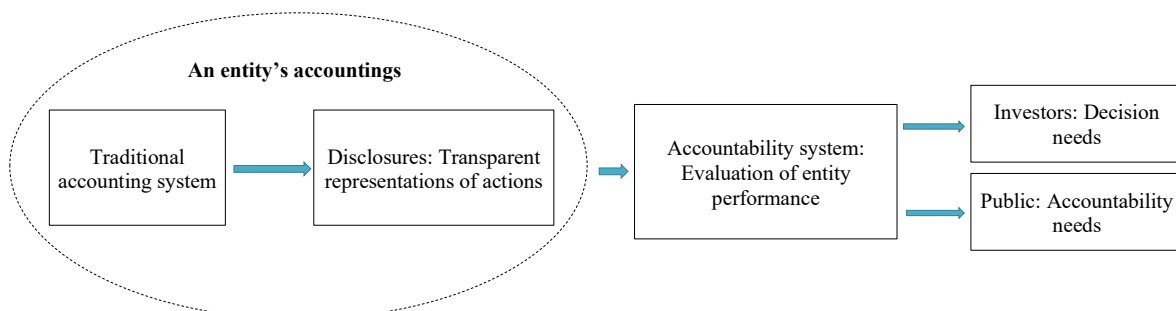 An entity’s accountings
Traditional
accounting system
Disclosures: Transparent
representations of actions
Accountability system:
Evaluation of entity
performance
Investors: Decision
needs
Public: Accountability
needs